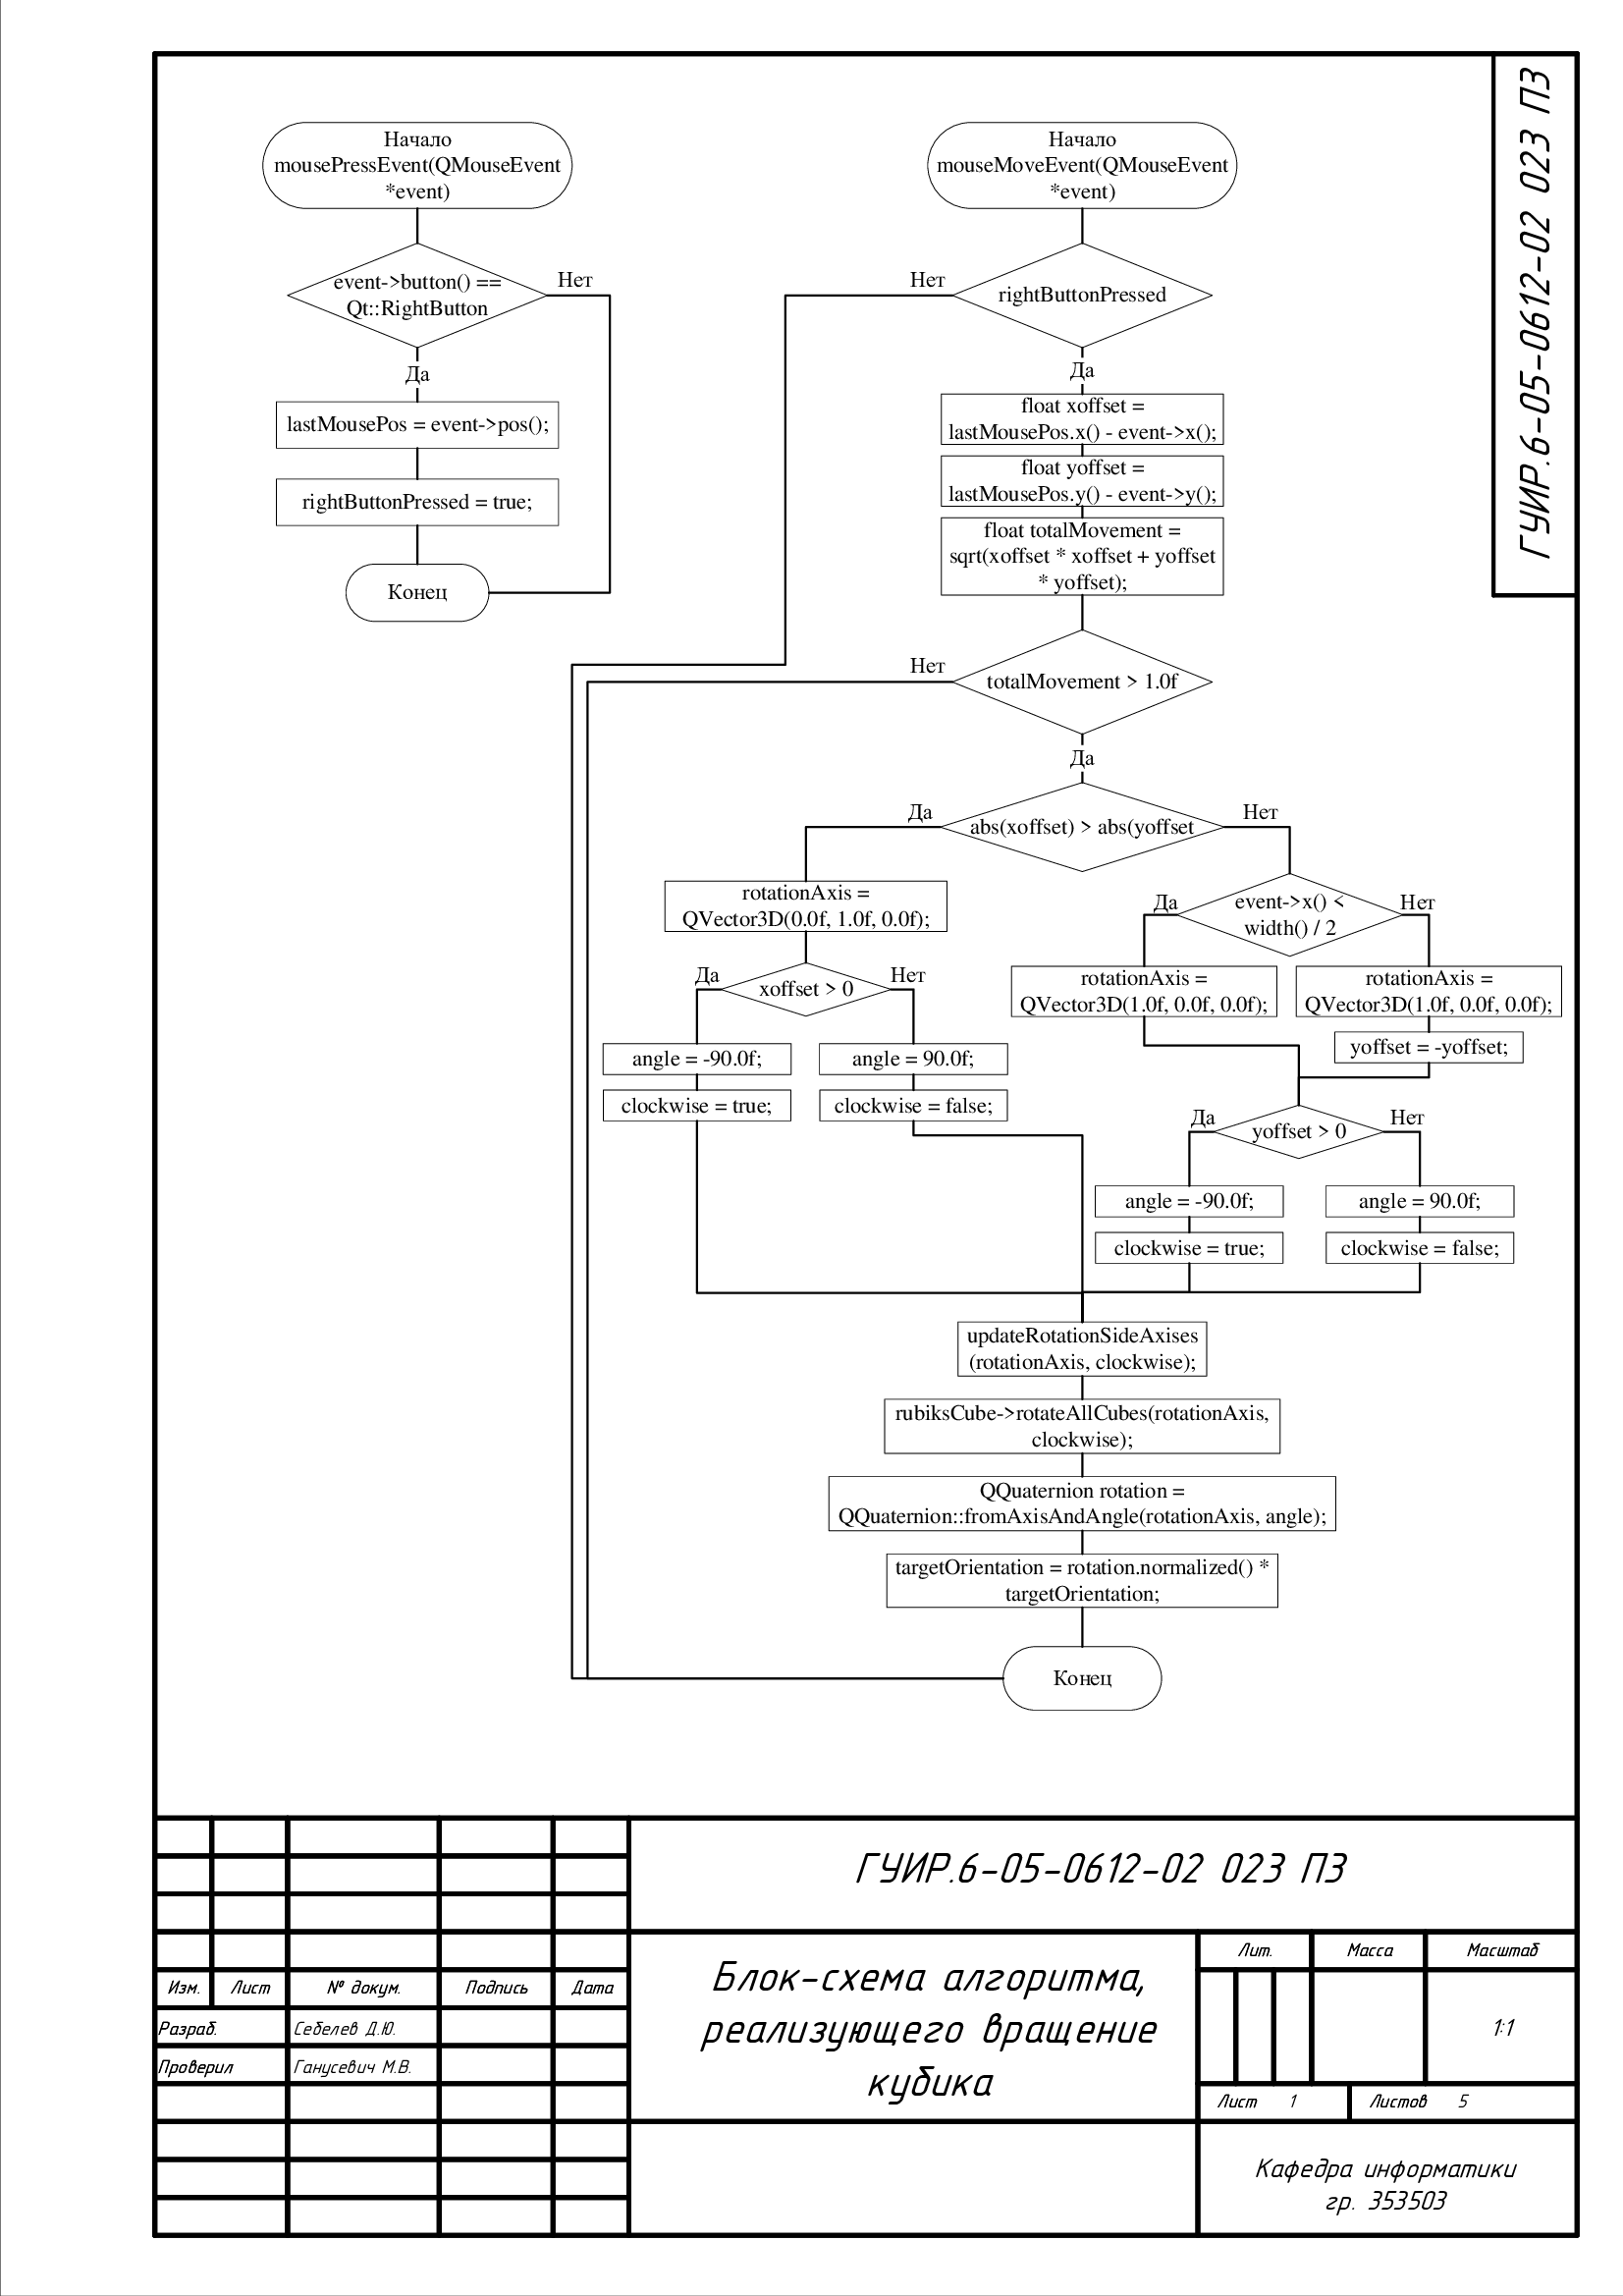 ГУИР.6-05-0612-02 023 ПЗ
Начало
mousePressEvent(QMouseEvent
*event)
event->button() ==
Qt::RightButton
Нет
Да
lastMousePos = event->pos();
rightButtonPressed = true;
Конец
Начало
mouseMoveEvent(QMouseEvent
*event)
Нет
rightButtonPressed
Да
float xoffset =
lastMousePos.x() - event->x();
float yoffset =
lastMousePos.y() - event->y();
float totalMovement =
sqrt(xoffset * xoffset + yoffset
* yoffset);
Нет
totalMovement > 1.0f
Да
Да
abs(xoffset) > abs(yoffset
Нет
rotationAxis =
QVector3D(0.0f, 1.0f, 0.0f);
Да
xoffset > 0
Нет
angle = -90.0f;
clockwise = true;
angle = 90.0f;
clockwise = false;
Да
event->x() <
width() / 2
Нет
rotationAxis =
QVector3D(1.0f, 0.0f, 0.0f);
rotationAxis =
QVector3D(1.0f, 0.0f, 0.0f);
yoffset = -yoffset;
Да
yoffset > 0
Нет
angle = -90.0f;
clockwise = true;
angle = 90.0f;
clockwise = false;
updateRotationSideAxises
(rotationAxis, clockwise);
rubiksCube->rotateAllCubes(rotationAxis,
clockwise);
QQuaternion rotation =
QQuaternion::fromAxisAndAngle(rotationAxis, angle);
targetOrientation = rotation.normalized() *
targetOrientation;
Конец
ГУИР.6-05-0612-02 023 ПЗ
Изм. Лист № докум. Подпись Дата
Разраб. Себелев Д.Ю.
Проверил Ганусевич М.В.
Блок-схема алгоритма,
реализующего вращение
кубика
Лит. Масса Масштаб
1:1
Лист 1 Листов 5
Кафедра информатики
гр. 353503